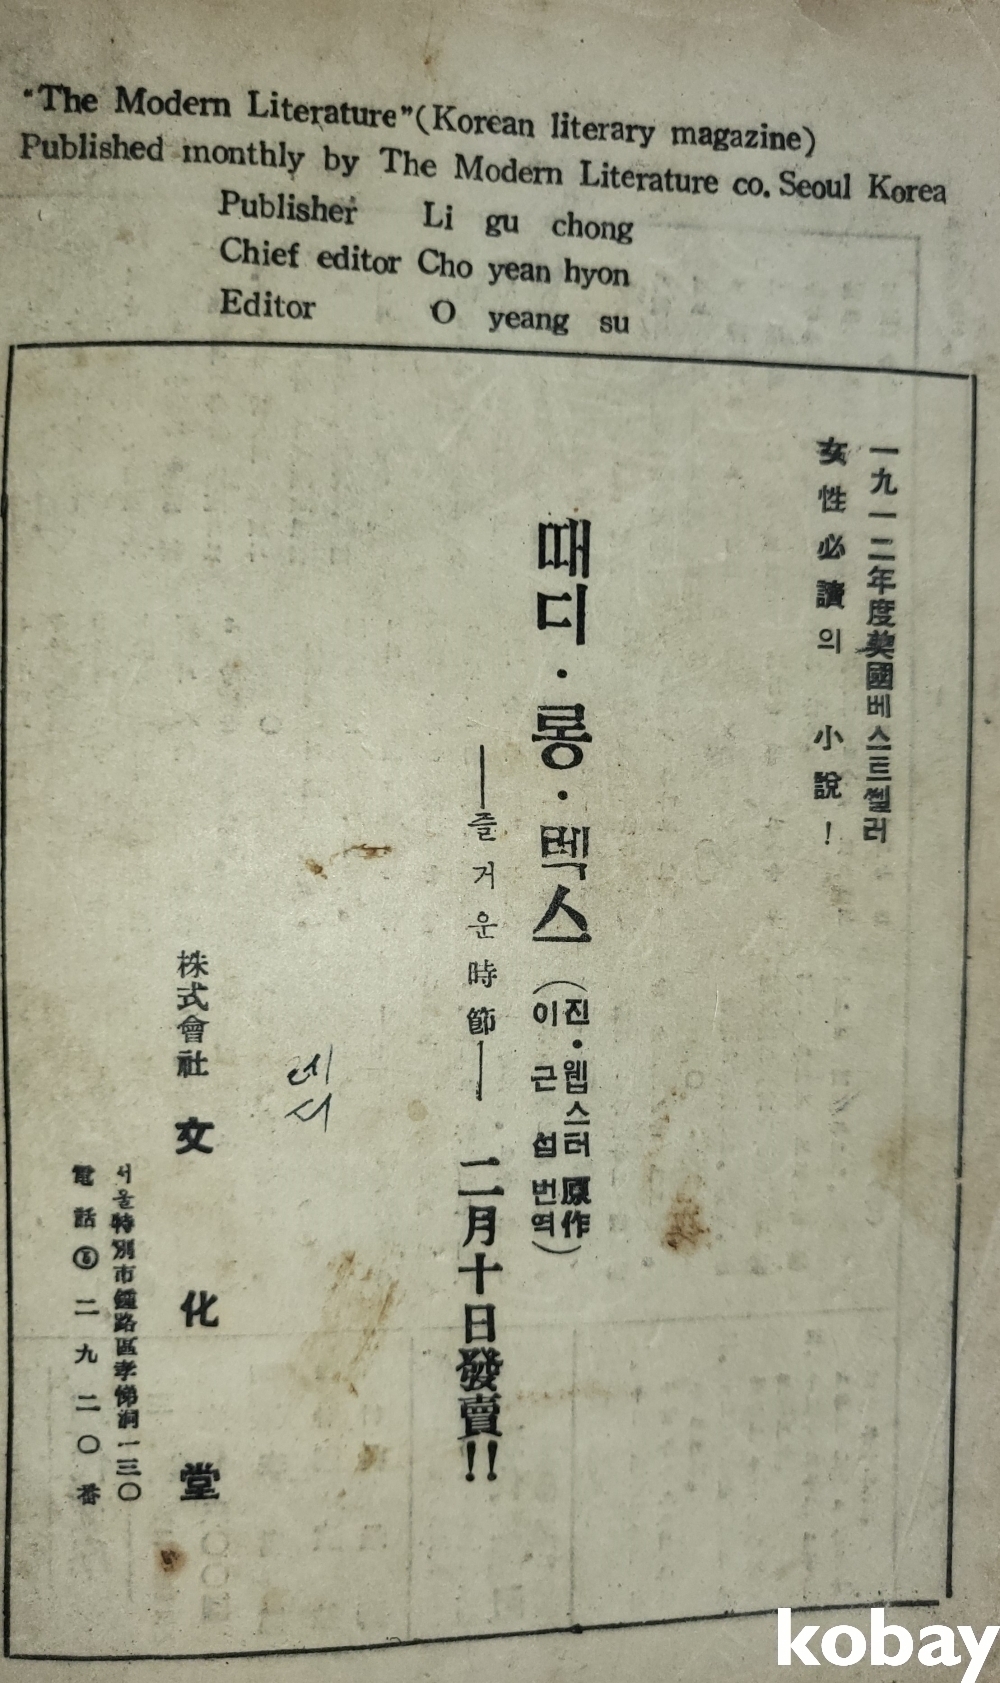 "The Modern Literature"(Korean literary magazine)
Published monthly by The Modern Literature co. Seoul Korea
Publisher Li gu chong
Chief editor Cho yean hyon
Editor O yeang su
一九一二年度美國베스트쎌러
女性必讀의 小說!
때디·롱·렉스
(진·웹스터 原作
이근섭 번역)
―즐거운時節―
二月十日發賣!!
株式會社 文化堂
서울特別市鍾路區孝悌洞一三〇
電話 二九二〇番
kobay